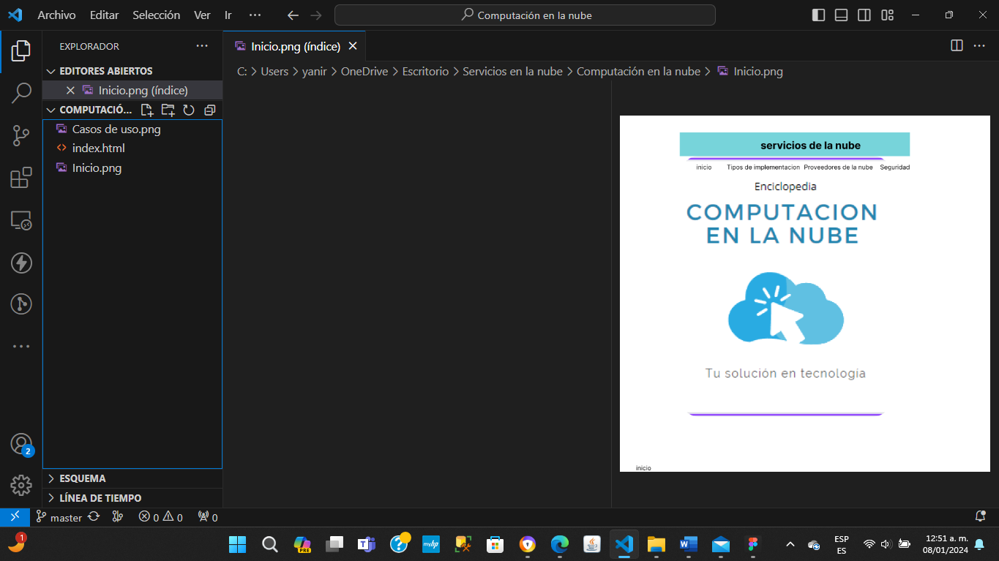 Archivo Editar Selección Ver Ir ···
Computación en la nube
EXPLORADOR ···
EDITORES ABIERTOS
Inicio.png (índice)
COMPUTACIÓ...
Casos de uso.png
index.html
Inicio.png
ESQUEMA
LÍNEA DE TIEMPO
Inicio.png (índice)
C: > Users > yanir > OneDrive > Escritorio > Servicios en la nube > Computación en la nube > Inicio.png
servicios de la nube
inicio Tipos de implementacion Proveedores de la nube Seguridad
Enciclopedia
COMPUTACION
EN LA NUBE
Tu solución en tecnología
inicio
2
master 0 0 0
1
PRE
myhp
ESP
ES
12:51 a. m.
08/01/2024